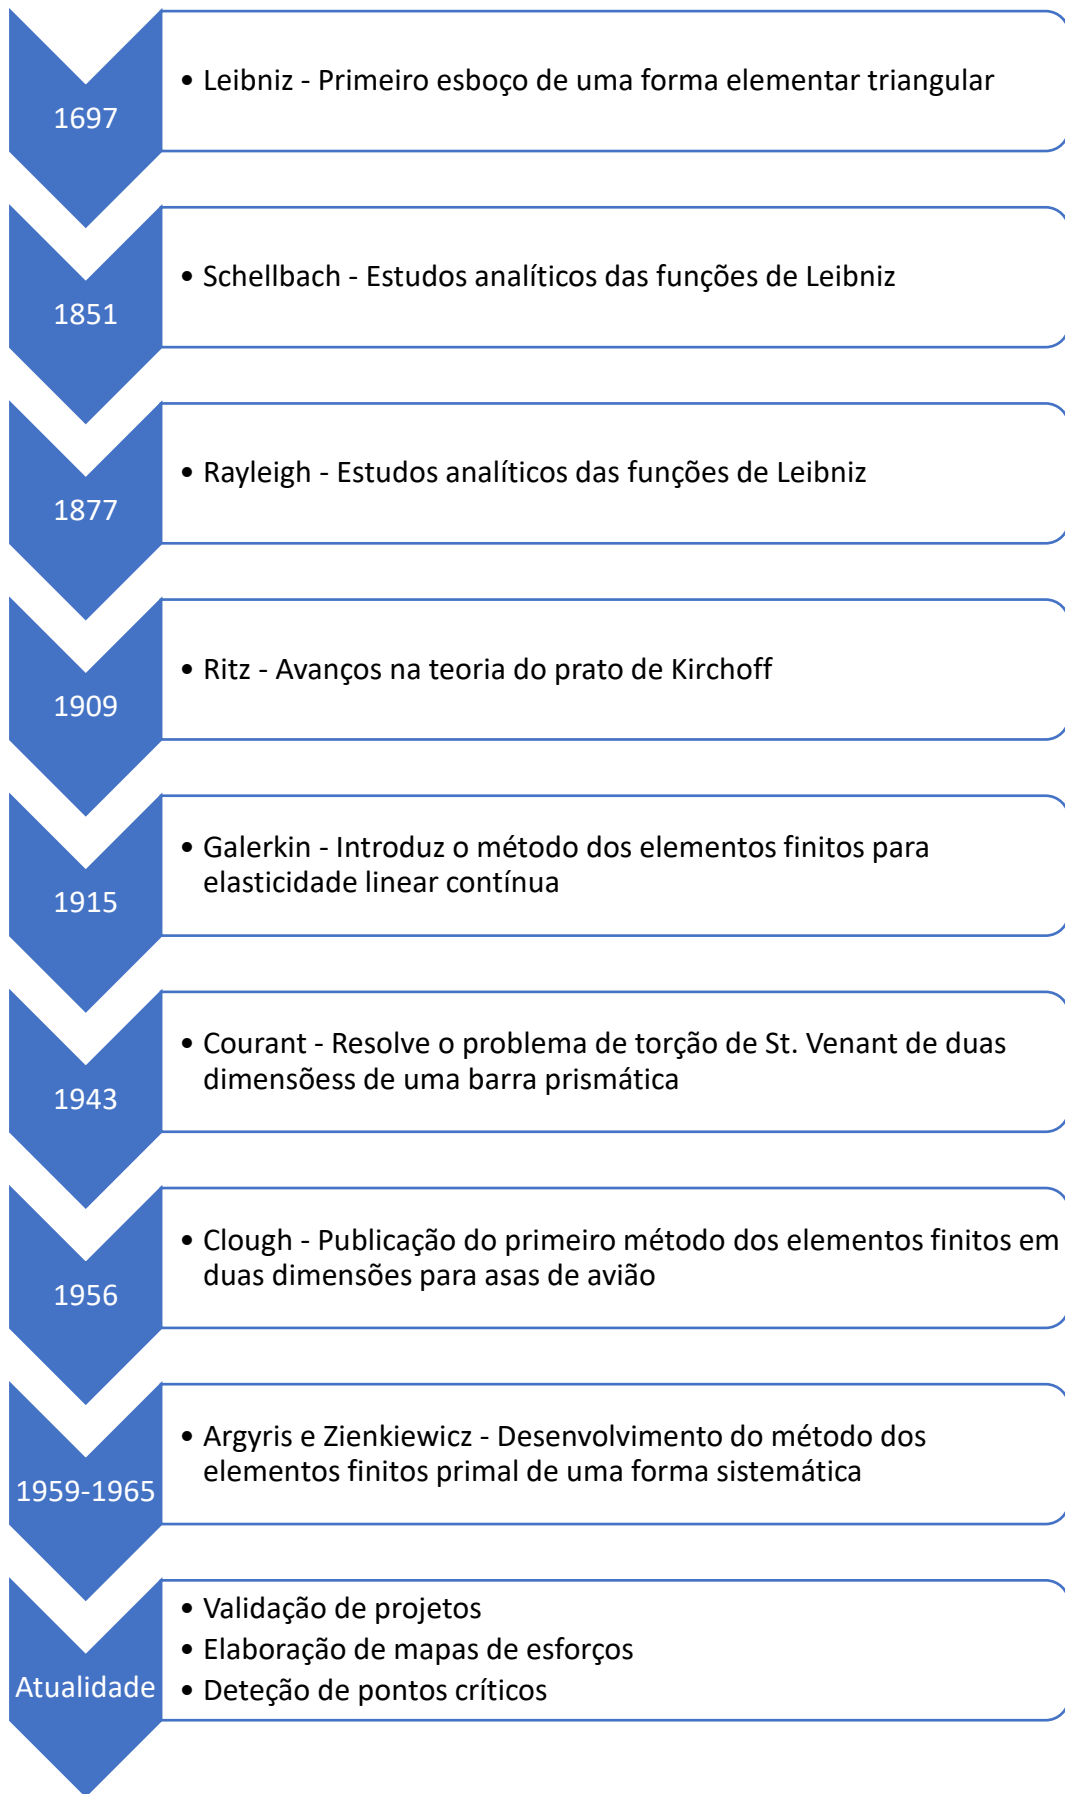 1697
• Leibniz - Primeiro esboço de uma forma elementar triangular
1851
• Schellbach - Estudos analíticos das funções de Leibniz
1877
• Rayleigh - Estudos analíticos das funções de Leibniz
1909
• Ritz - Avanços na teoria do prato de Kirchoff
1915
• Galerkin - Introduz o método dos elementos finitos para
elasticidade linear contínua
1943
• Courant - Resolve o problema de torção de St. Venant de duas
dimensõess de uma barra prismática
1956
• Clough - Publicação do primeiro método dos elementos finitos em
duas dimensões para asas de avião
1959-1965
• Argyris e Zienkiewicz - Desenvolvimento do método dos
elementos finitos primal de uma forma sistemática
Atualidade
• Validação de projetos
• Elaboração de mapas de esforços
• Deteção de pontos críticos